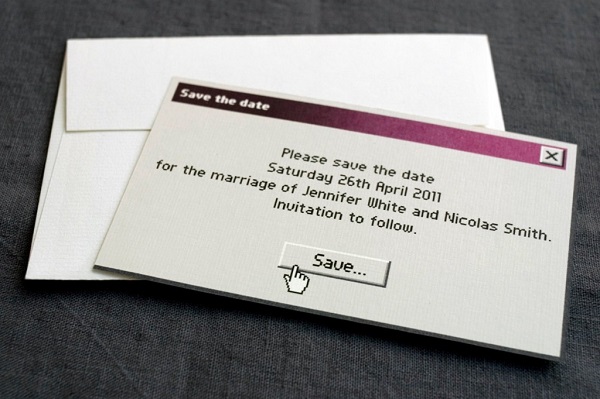 Save the date
Please save the date
Saturday 26th April 2011
for the marriage of Jennifer White and Nicolas Smith.
Invitation to follow.
Save...